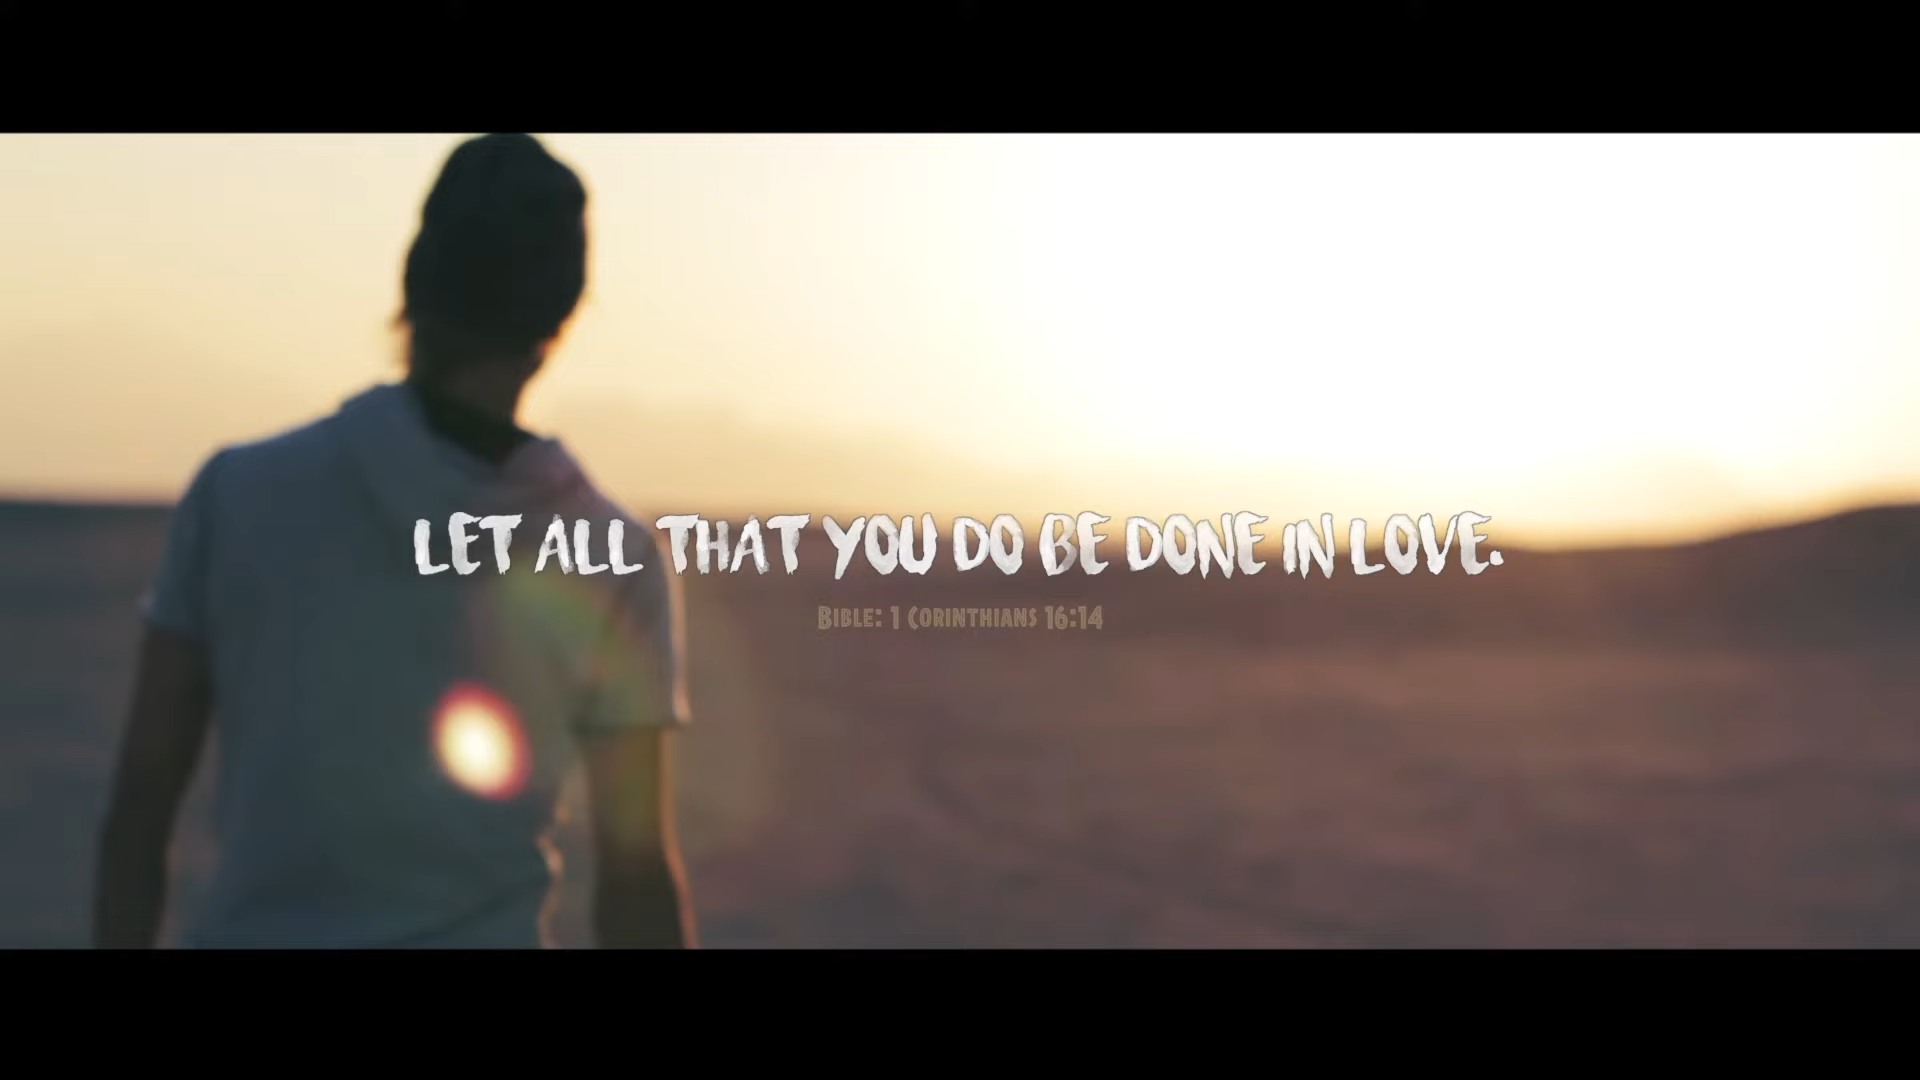 LET ALL THAT YOU DO BE DONE IN LOVE.
BIBLE: 1 CORINTHIANS 16:14